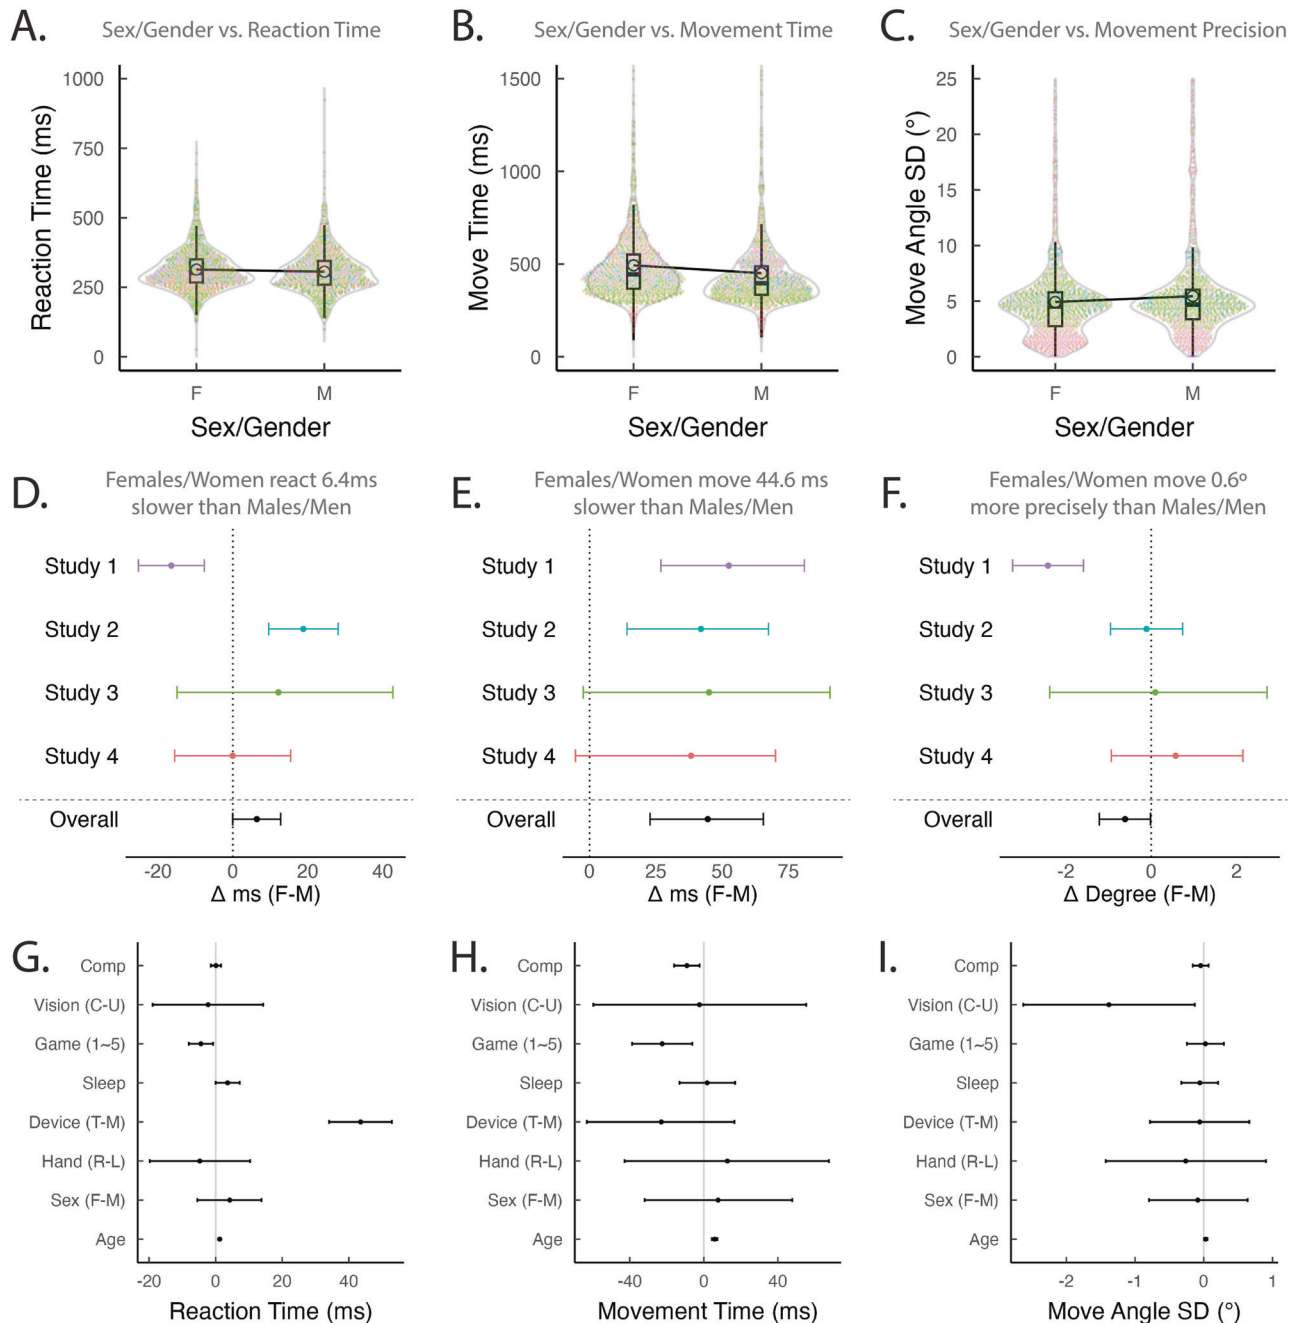 A.
Sex/Gender vs. Reaction Time
Reaction Time (ms)
1000
750
500
250
0
F
M
Sex/Gender
B.
Sex/Gender vs. Movement Time
Move Time (ms)
1500
1000
500
0
F
M
Sex/Gender
C.
Sex/Gender vs. Movement Precision
Move Angle SD (°)
25
20
15
10
5
0
F
M
Sex/Gender
D.
Females/Women react 6.4ms
slower than Males/Men
Study 1
Study 2
Study 3
Study 4
Overall
-20
0
20
40
Δ ms (F-M)
E.
Females/Women move 44.6 ms
slower than Males/Men
Study 1
Study 2
Study 3
Study 4
Overall
0
25
50
75
Δ ms (F-M)
F.
Females/Women move 0.6º
more precisely than Males/Men
Study 1
Study 2
Study 3
Study 4
Overall
-2
0
2
Δ Degree (F-M)
G.
Comp
Vision (C-U)
Game (1~5)
Sleep
Device (T-M)
Hand (R-L)
Sex (F-M)
Age
-20
0
20
40
Reaction Time (ms)
H.
Comp
Vision (C-U)
Game (1~5)
Sleep
Device (T-M)
Hand (R-L)
Sex (F-M)
Age
-40
0
40
Movement Time (ms)
I.
Comp
Vision (C-U)
Game (1~5)
Sleep
Device (T-M)
Hand (R-L)
Sex (F-M)
Age
-2
-1
0
1
Move Angle SD (°)